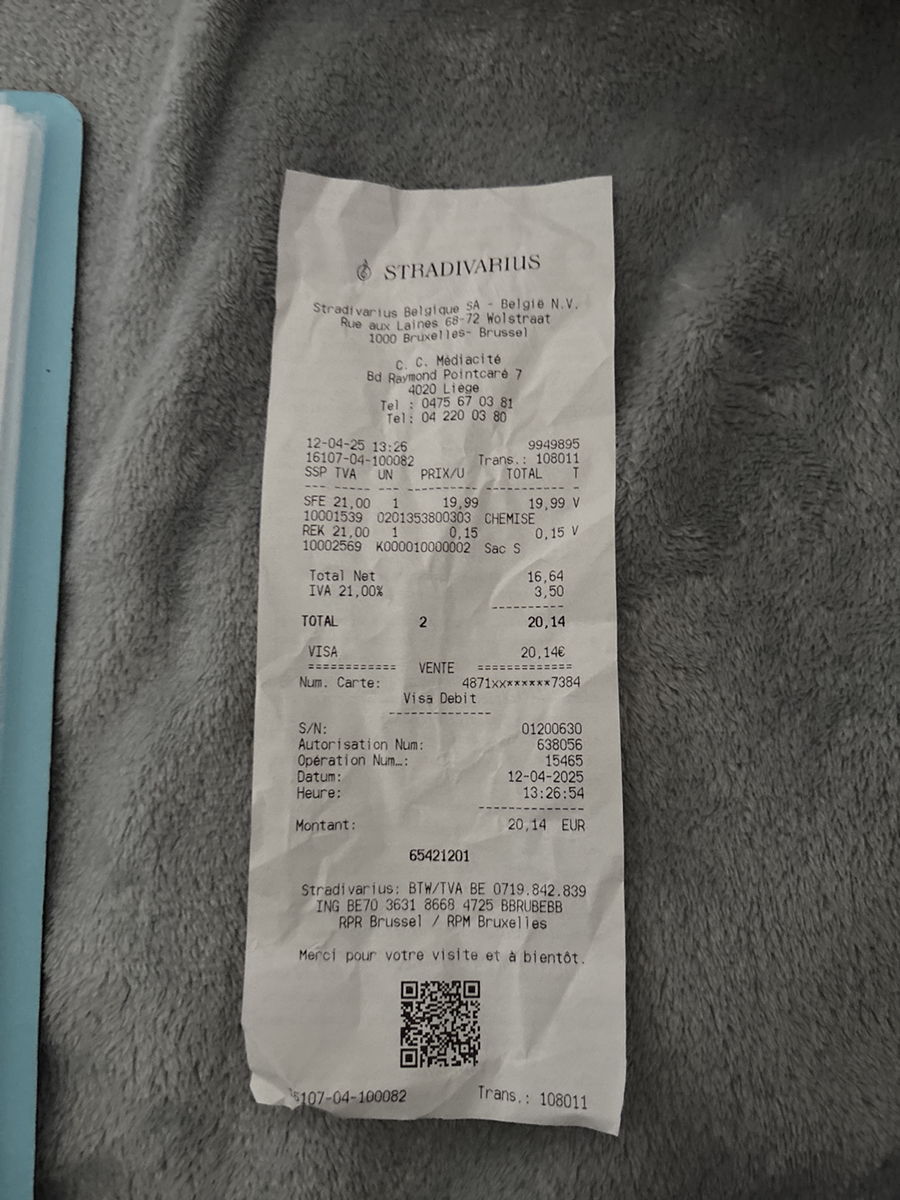 STRADIVARIUS
Stradivarius Belgique SA - België N.V.
Rue aux Laines 68-72 Wolstraat
1000 Bruxelles- Brussel
C. C. Médiacité
Bd Raymond Pointcaré 7
4020 Liège
Tel : 0475 67 03 81
Tel: 04 220 03 80
12-04-25 13:26 9949895
16107-04-100082 Trans.: 108011
SSP TVA UN PRIX/U TOTAL T
--- ------ --- ------- ------------ -
SFE 21,00 1 19,99 19,99 V
10001539 0201353800303 CHEMISE
REK 21,00 1 0,15 0,15 V
10002569 K000010000002 Sac S
Total Net 16,64
IVA 21,00% 3,50
----------
TOTAL 2 20,14
VISA 20,14€
============ VENTE ============
Num. Carte: 4871xx******7384
Visa Debit
-------------
S/N: 01200630
Autorisation Num: 638056
Opération Num…: 15465
Datum: 12-04-2025
Heure: 13:26:54
-------------
Montant: 20,14 EUR
65421201
Stradivarius: BTW/TVA BE 0719.842.839
ING BE70 3631 8668 4725 BBRUBEBB
RPR Brussel / RPM Bruxelles
Merci pour votre visite et à bientôt.
16107-04-100082 Trans.: 108011